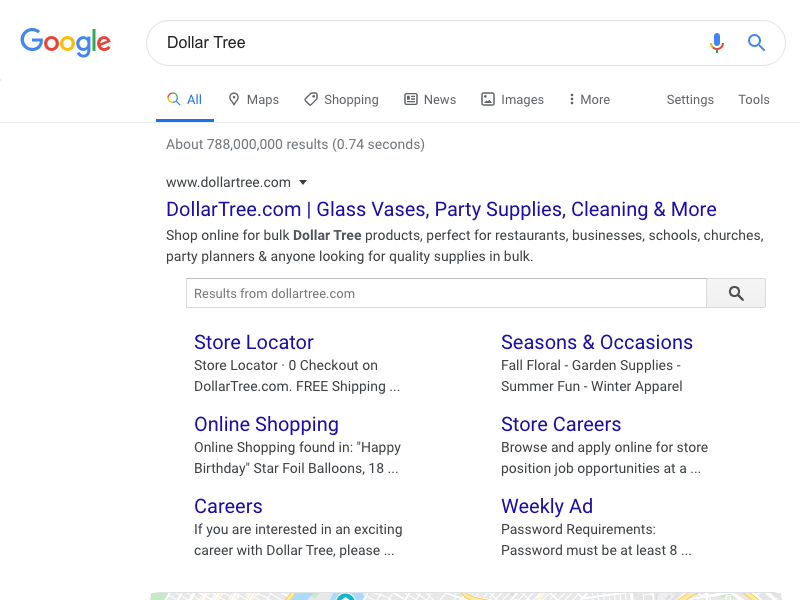 Google
Dollar Tree
All Maps Shopping News Images More Settings Tools
About 788,000,000 results (0.74 seconds)
www.dollartree.com
DollarTree.com | Glass Vases, Party Supplies, Cleaning & More
Shop online for bulk Dollar Tree products, perfect for restaurants, businesses, schools, churches,
party planners & anyone looking for quality supplies in bulk.
Results from dollartree.com
Store Locator
Store Locator · 0 Checkout on
DollarTree.com. FREE Shipping ...
Seasons & Occasions
Fall Floral - Garden Supplies -
Summer Fun - Winter Apparel
Online Shopping
Online Shopping found in: "Happy
Birthday" Star Foil Balloons, 18 ...
Store Careers
Browse and apply online for store
position job opportunities at a ...
Careers
If you are interested in an exciting
career with Dollar Tree, please ...
Weekly Ad
Password Requirements:
Password must be at least 8 ...